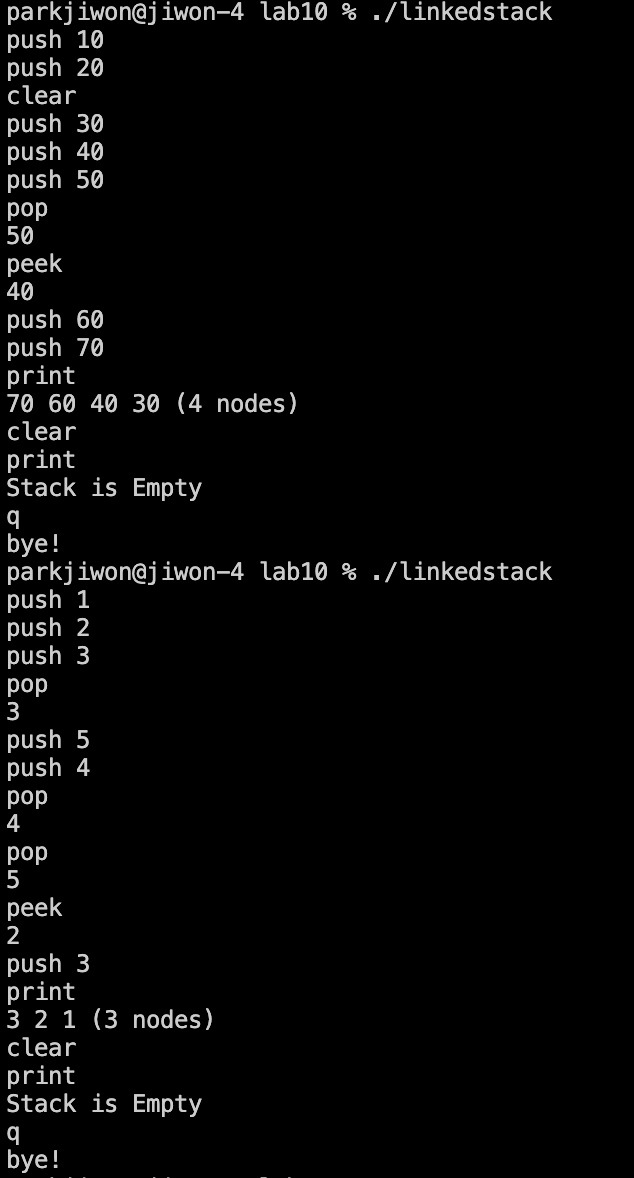 parkjiwon@jiwon-4 lab10 % ./linkedstack
push 10
push 20
clear
push 30
push 40
push 50
pop
50
peek
40
push 60
push 70
print
70 60 40 30 (4 nodes)
clear
print
Stack is Empty
q
bye!
parkjiwon@jiwon-4 lab10 % ./linkedstack
push 1
push 2
push 3
pop
3
push 5
push 4
pop
4
pop
5
peek
2
push 3
print
3 2 1 (3 nodes)
clear
print
Stack is Empty
q
bye!